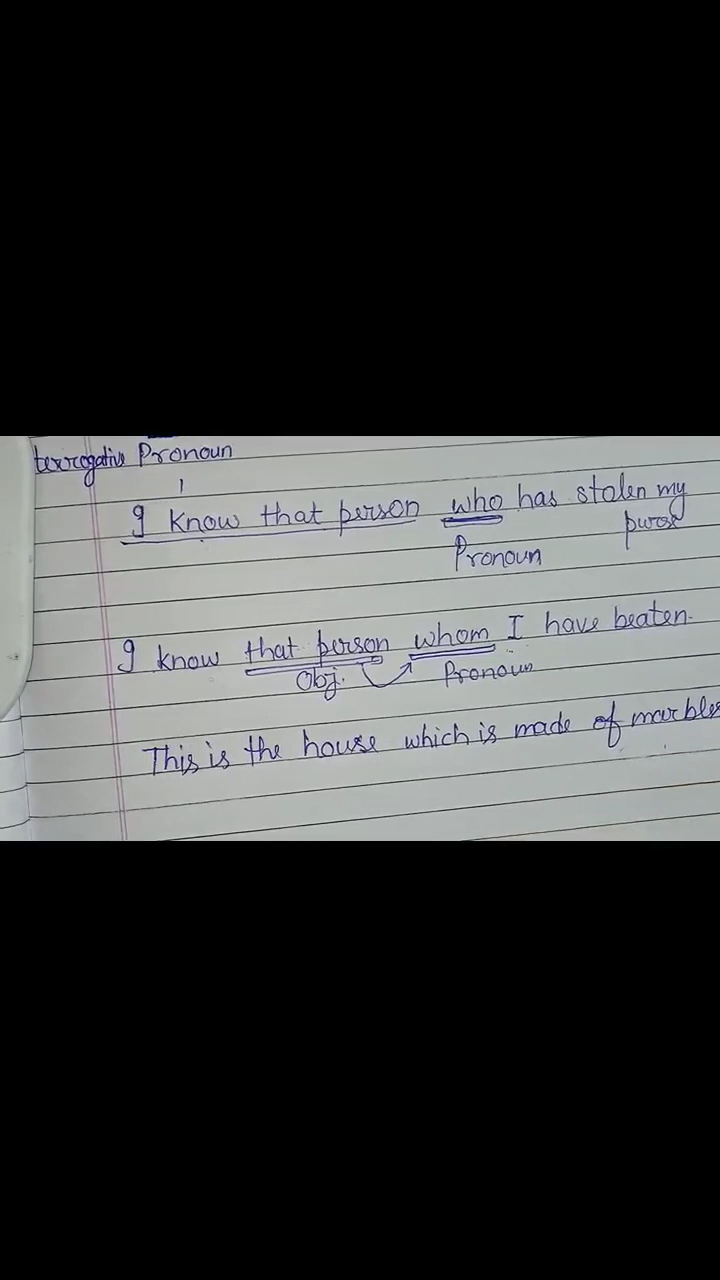 terrogative Pronoun
I know that person who has stolen my
purse
Pronoun
I know that person whom I have beaten.
Obj. Pronoun
This is the house which is made of marbles